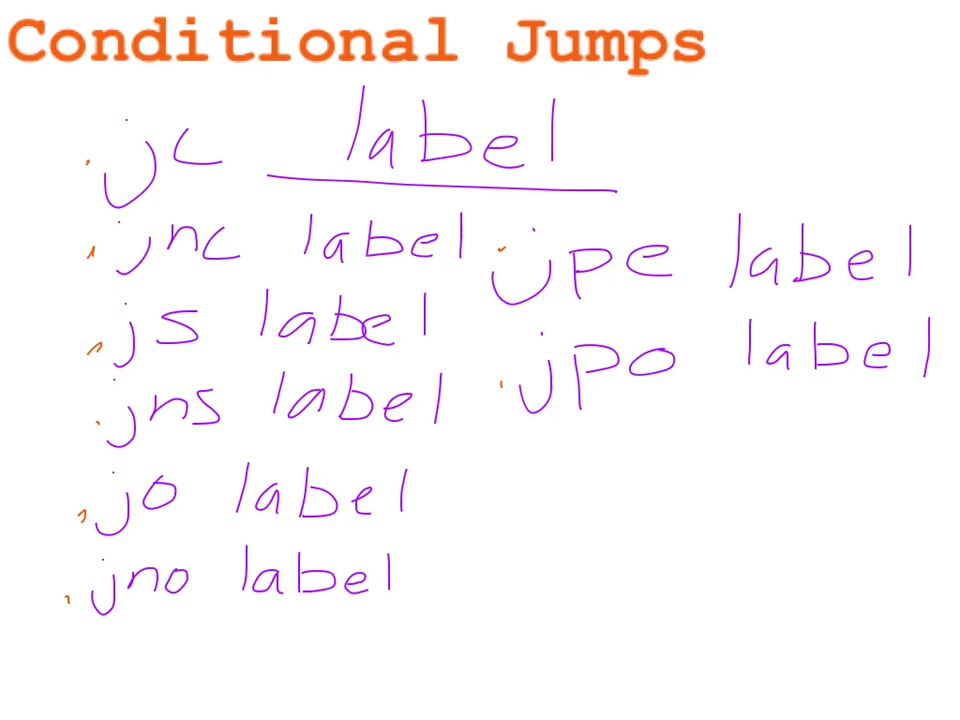 Conditional Jumps
jc label
jnc label
js label
jns label
jo label
jno label
jpe label
jpo label